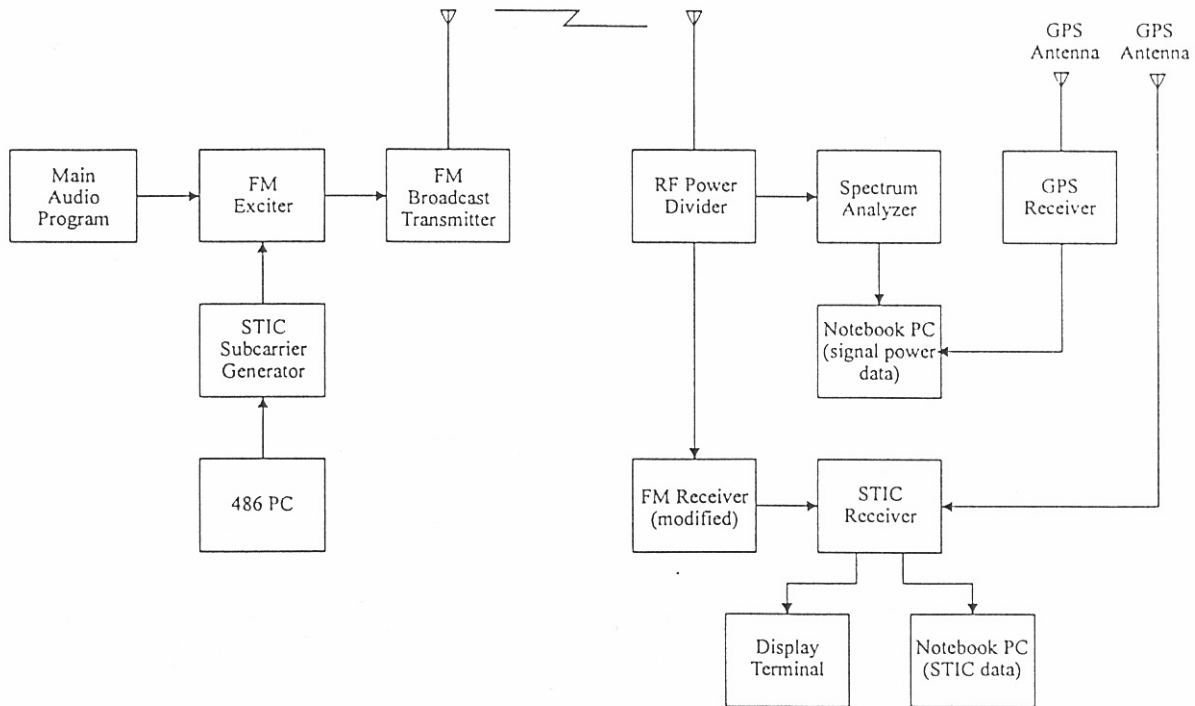 GPS
Antenna
GPS
Antenna
Main
Audio
Program
FM
Exciter
FM
Broadcast
Transmitter
RF Power
Divider
Spectrum
Analyzer
GPS
Receiver
STIC
Subcarrier
Generator
Notebook PC
(signal power
data)
486 PC
FM Receiver
(modified)
STIC
Receiver
Display
Terminal
Notebook PC
(STIC data)